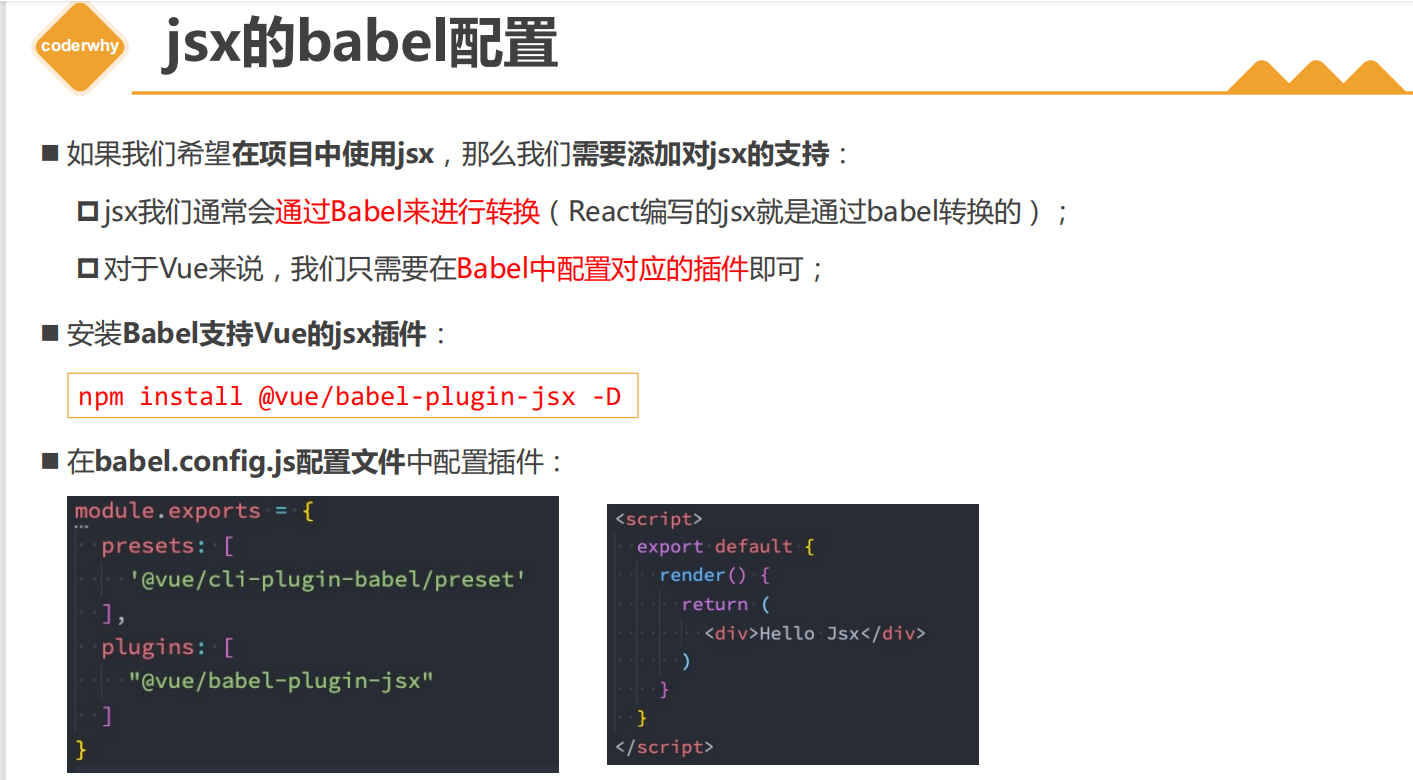 coderwhy
jsx的babel配置
如果我们希望在项目中使用jsx，那么我们需要添加对jsx的支持：
jsx我们通常会通过Babel来进行转换（React编写的jsx就是通过babel转换的）；
对于Vue来说，我们只需要在Babel中配置对应的插件即可；
安装Babel支持Vue的jsx插件：
npm install @vue/babel-plugin-jsx -D
在babel.config.js配置文件中配置插件：
module.exports = {
  presets: [
    '@vue/cli-plugin-babel/preset'
  ],
  plugins: [
    "@vue/babel-plugin-jsx"
  ]
}
<script>
  export default {
    render() {
      return (
        <div>Hello Jsx</div>
      )
    }
  }
</script>